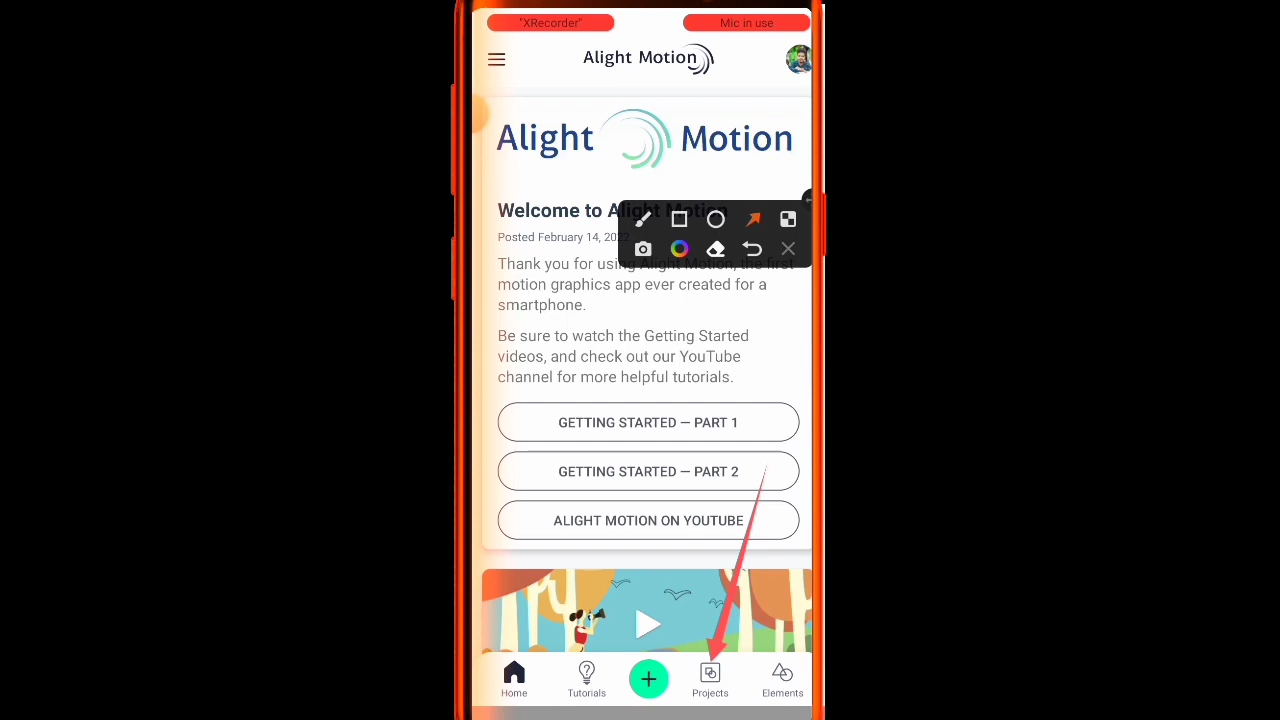 "XRecorder"
Mic in use
Alight Motion
Alight Motion
Welcome to Alight Motion
Posted February 14, 2022
Thank you for using Alight Motion, the first
motion graphics app ever created for a
smartphone.
Be sure to watch the Getting Started
videos, and check out our YouTube
channel for more helpful tutorials.
GETTING STARTED — PART 1
GETTING STARTED — PART 2
ALIGHT MOTION ON YOUTUBE
Home
Tutorials
Projects
Elements